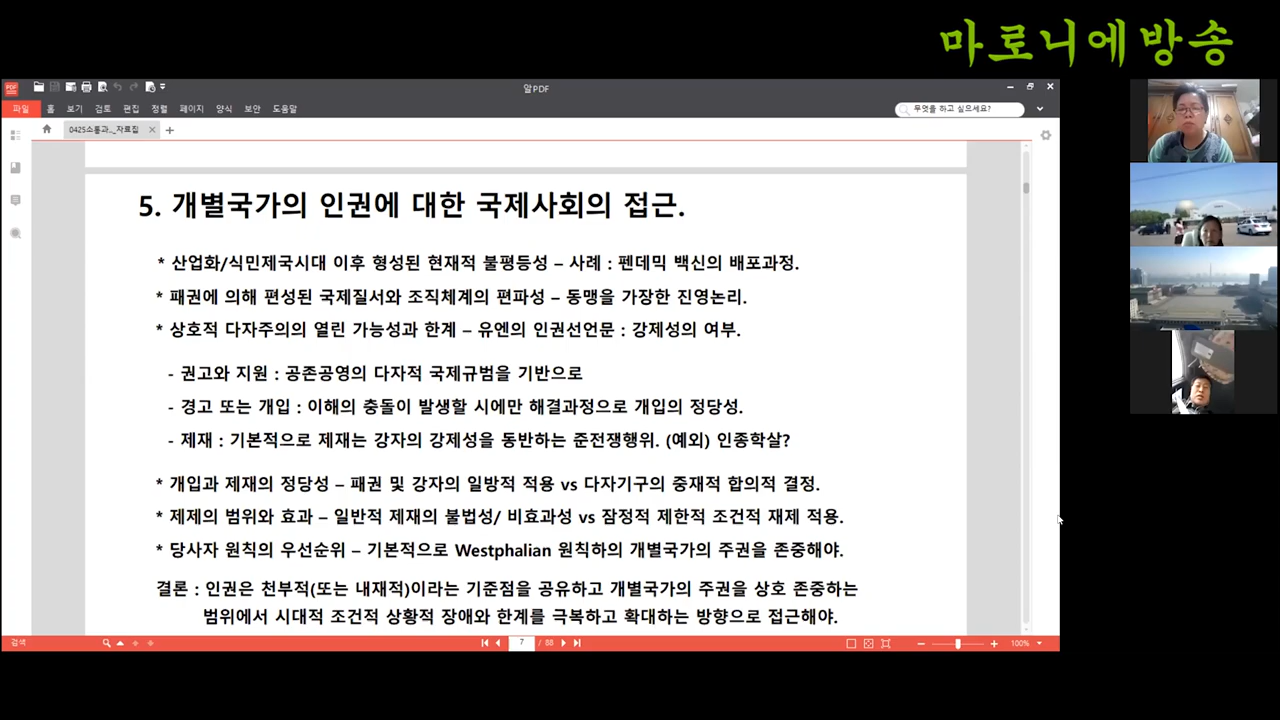 마로니에방송
알PDF
파일 홈 보기 검토 편집 정렬 페이지 양식 보안 도움말
무엇을 하고 싶으세요?
0425소통과..._자료집
5. 개별국가의 인권에 대한 국제사회의 접근.
* 산업화/식민제국시대 이후 형성된 현재적 불평등성 – 사례 : 펜데믹 백신의 배포과정.
* 패권에 의해 편성된 국제질서와 조직체계의 편파성 – 동맹을 가장한 진영논리.
* 상호적 다자주의의 열린 가능성과 한계 – 유엔의 인권선언문 : 강제성의 여부.
- 권고와 지원 : 공존공영의 다자적 국제규범을 기반으로
- 경고 또는 개입 : 이해의 충돌이 발생할 시에만 해결과정으로 개입의 정당성.
- 제재 : 기본적으로 제재는 강자의 강제성을 동반하는 준전쟁행위. (예외) 인종학살?
* 개입과 제재의 정당성 – 패권 및 강자의 일방적 적용 vs 다자기구의 중재적 합의적 결정.
* 제제의 범위와 효과 – 일반적 제재의 불법성/ 비효과성 vs 잠정적 제한적 조건적 재제 적용.
* 당사자 원칙의 우선순위 – 기본적으로 Westphalian 원칙하의 개별국가의 주권을 존중해야.
결론 : 인권은 천부적(또는 내재적)이라는 기준점을 공유하고 개별국가의 주권을 상호 존중하는
범위에서 시대적 조건적 상황적 장애와 한계를 극복하고 확대하는 방향으로 접근해야.
검색
7 / 88
100%